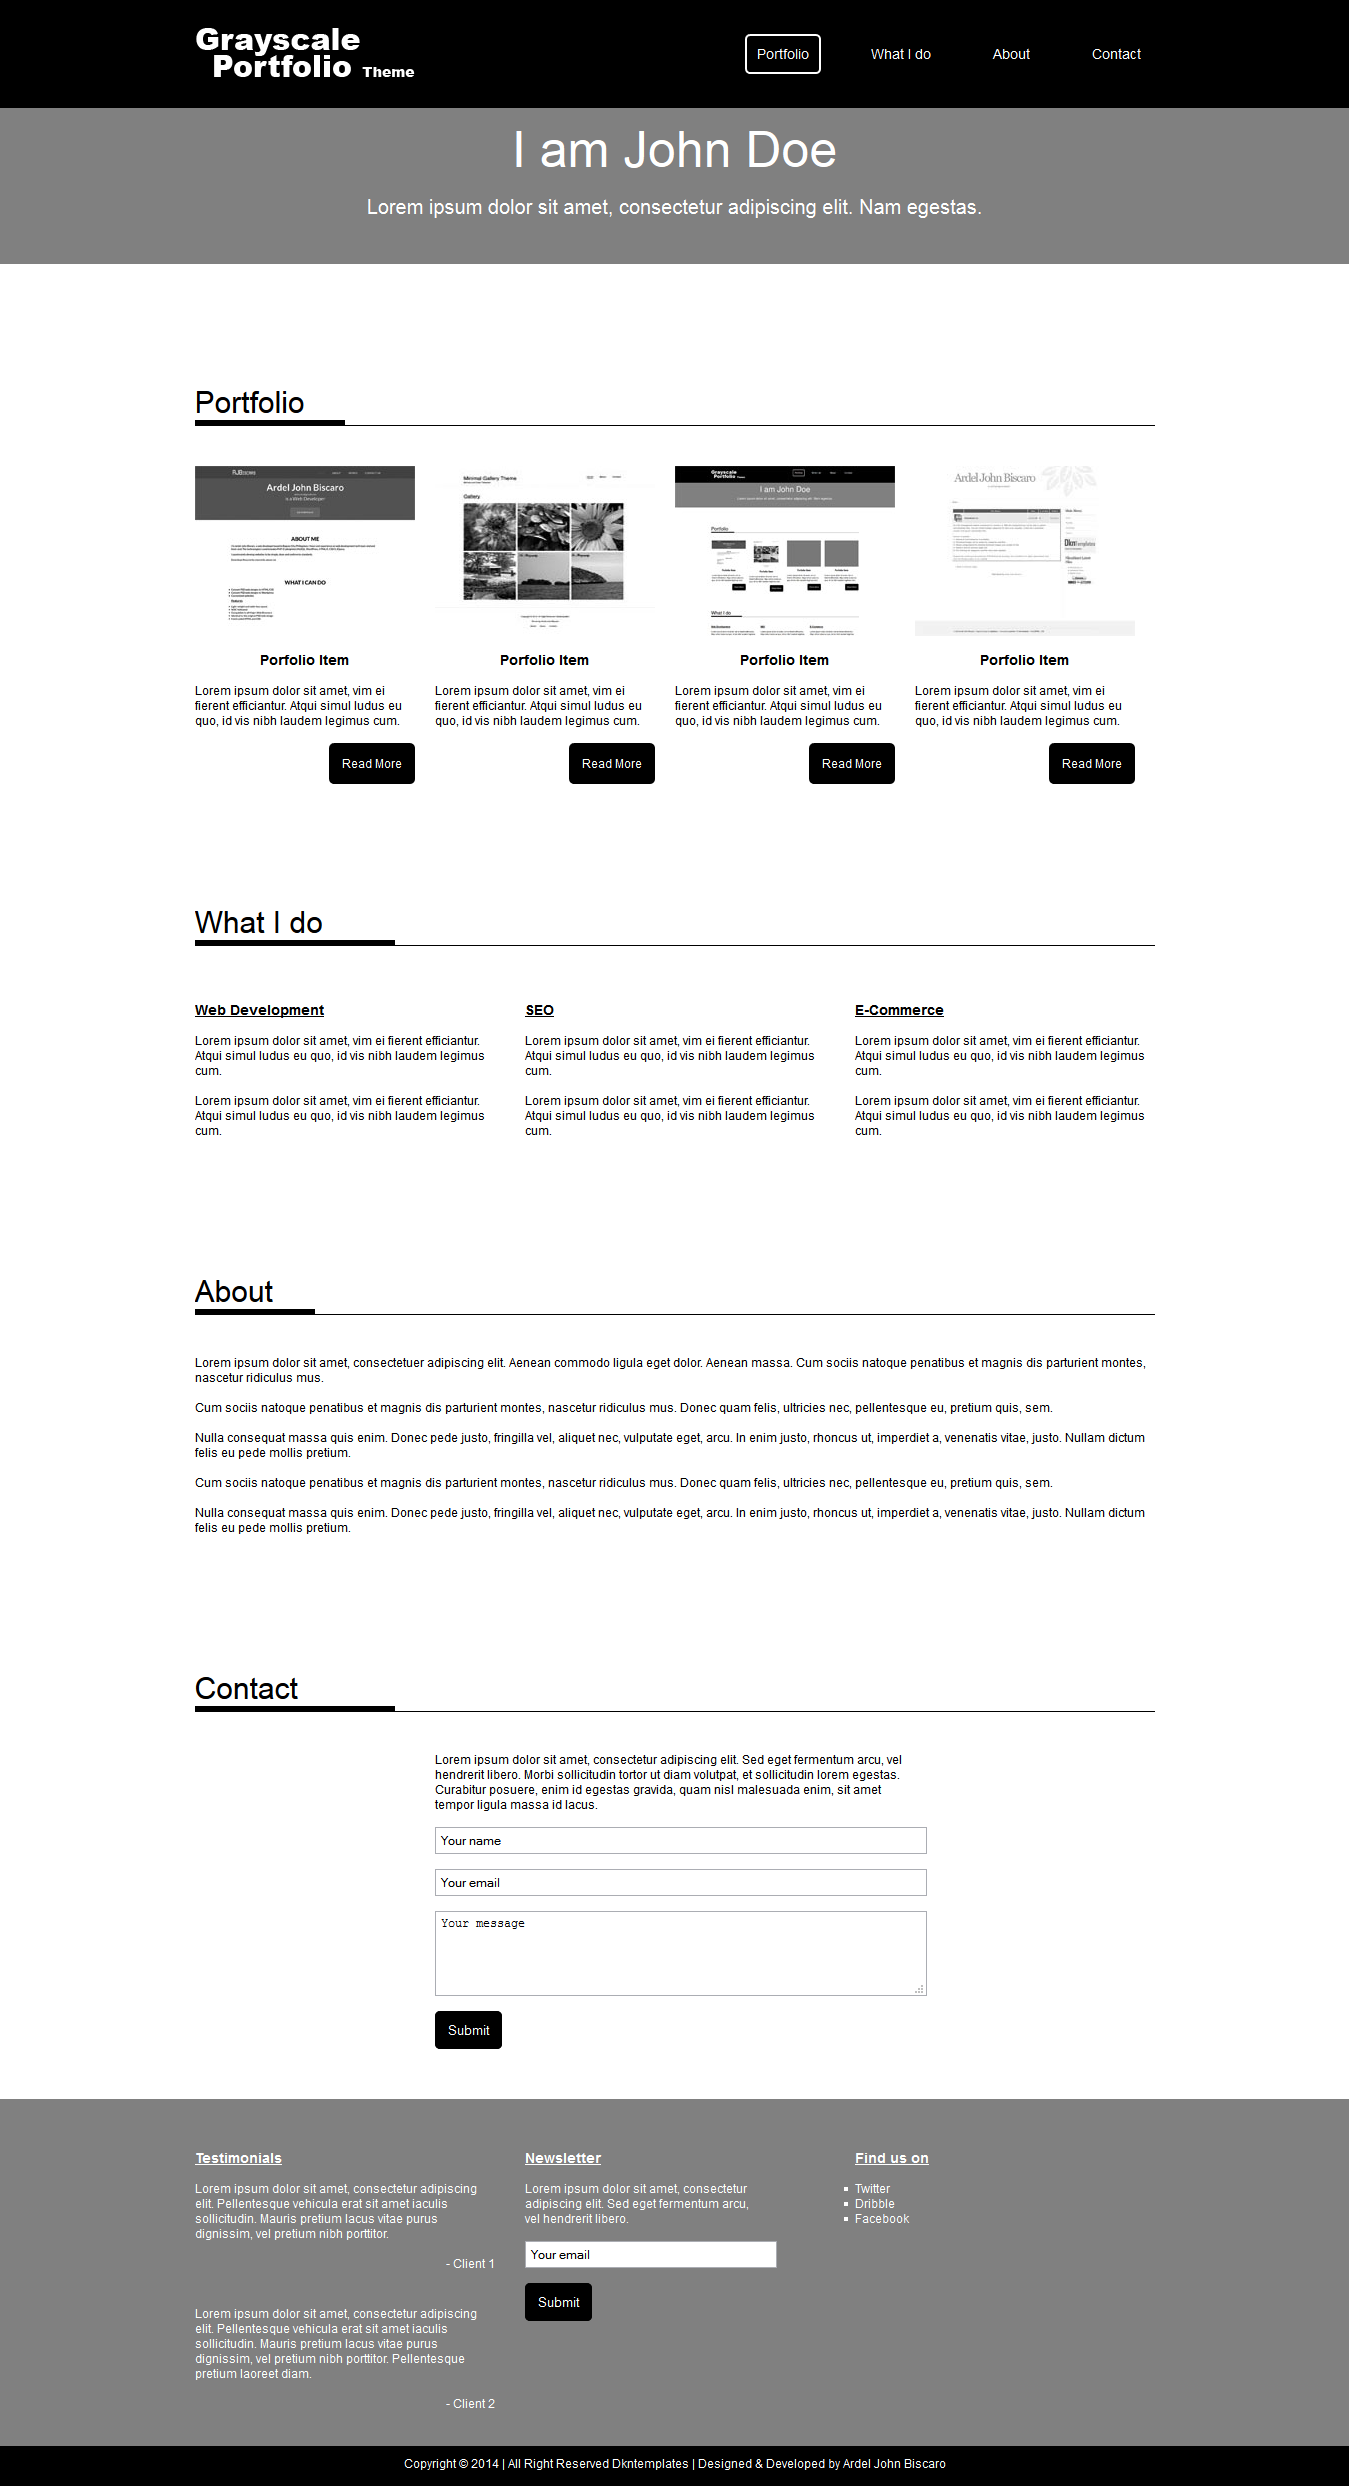 Grayscale
Portfolio Theme
Portfolio
What I do
About
Contact
I am John Doe
Lorem ipsum dolor sit amet, consectetur adipiscing elit. Nam egestas.
Portfolio
Ardel John Biscaro
ABOUT ME
WHAT I CAN DO
Minimal Gallery Theme
Gallery
Grayscale
Portfolio
I am John Doe
Portfolio
What I do
Ardel John Biscaro
Porfolio Item
Lorem ipsum dolor sit amet, vim ei
fierent efficiantur. Atqui simul ludus eu
quo, id vis nibh laudem legimus cum.
Read More
Porfolio Item
Lorem ipsum dolor sit amet, vim ei
fierent efficiantur. Atqui simul ludus eu
quo, id vis nibh laudem legimus cum.
Read More
Porfolio Item
Lorem ipsum dolor sit amet, vim ei
fierent efficiantur. Atqui simul ludus eu
quo, id vis nibh laudem legimus cum.
Read More
Porfolio Item
Lorem ipsum dolor sit amet, vim ei
fierent efficiantur. Atqui simul ludus eu
quo, id vis nibh laudem legimus cum.
Read More
What I do
Web Development
Lorem ipsum dolor sit amet, vim ei fierent efficiantur.
Atqui simul ludus eu quo, id vis nibh laudem legimus
cum.
Lorem ipsum dolor sit amet, vim ei fierent efficiantur.
Atqui simul ludus eu quo, id vis nibh laudem legimus
cum.
SEO
Lorem ipsum dolor sit amet, vim ei fierent efficiantur.
Atqui simul ludus eu quo, id vis nibh laudem legimus
cum.
Lorem ipsum dolor sit amet, vim ei fierent efficiantur.
Atqui simul ludus eu quo, id vis nibh laudem legimus
cum.
E-Commerce
Lorem ipsum dolor sit amet, vim ei fierent efficiantur.
Atqui simul ludus eu quo, id vis nibh laudem legimus
cum.
Lorem ipsum dolor sit amet, vim ei fierent efficiantur.
Atqui simul ludus eu quo, id vis nibh laudem legimus
cum.
About
Lorem ipsum dolor sit amet, consectetuer adipiscing elit. Aenean commodo ligula eget dolor. Aenean massa. Cum sociis natoque penatibus et magnis dis parturient montes,
nascetur ridiculus mus.
Cum sociis natoque penatibus et magnis dis parturient montes, nascetur ridiculus mus. Donec quam felis, ultricies nec, pellentesque eu, pretium quis, sem.
Nulla consequat massa quis enim. Donec pede justo, fringilla vel, aliquet nec, vulputate eget, arcu. In enim justo, rhoncus ut, imperdiet a, venenatis vitae, justo. Nullam dictum
felis eu pede mollis pretium.
Cum sociis natoque penatibus et magnis dis parturient montes, nascetur ridiculus mus. Donec quam felis, ultricies nec, pellentesque eu, pretium quis, sem.
Nulla consequat massa quis enim. Donec pede justo, fringilla vel, aliquet nec, vulputate eget, arcu. In enim justo, rhoncus ut, imperdiet a, venenatis vitae, justo. Nullam dictum
felis eu pede mollis pretium.
Contact
Lorem ipsum dolor sit amet, consectetur adipiscing elit. Sed eget fermentum arcu, vel
hendrerit libero. Morbi sollicitudin tortor ut diam volutpat, et sollicitudin lorem egestas.
Curabitur posuere, enim id egestas gravida, quam nisl malesuada enim, sit amet
tempor ligula massa id lacus.
Your name
Your email
Your message
Submit
Testimonials
Lorem ipsum dolor sit amet, consectetur adipiscing
elit. Pellentesque vehicula erat sit amet iaculis
sollicitudin. Mauris pretium lacus vitae purus
dignissim, vel pretium nibh porttitor.
- Client 1
Lorem ipsum dolor sit amet, consectetur adipiscing
elit. Pellentesque vehicula erat sit amet iaculis
sollicitudin. Mauris pretium lacus vitae purus
dignissim, vel pretium nibh porttitor. Pellentesque
pretium laoreet diam.
- Client 2
Newsletter
Lorem ipsum dolor sit amet, consectetur
adipiscing elit. Sed eget fermentum arcu,
vel hendrerit libero.
Your email
Submit
Find us on
Twitter
Dribble
Facebook
Copyright © 2014 | All Right Reserved Dkntemplates | Designed & Developed by Ardel John Biscaro